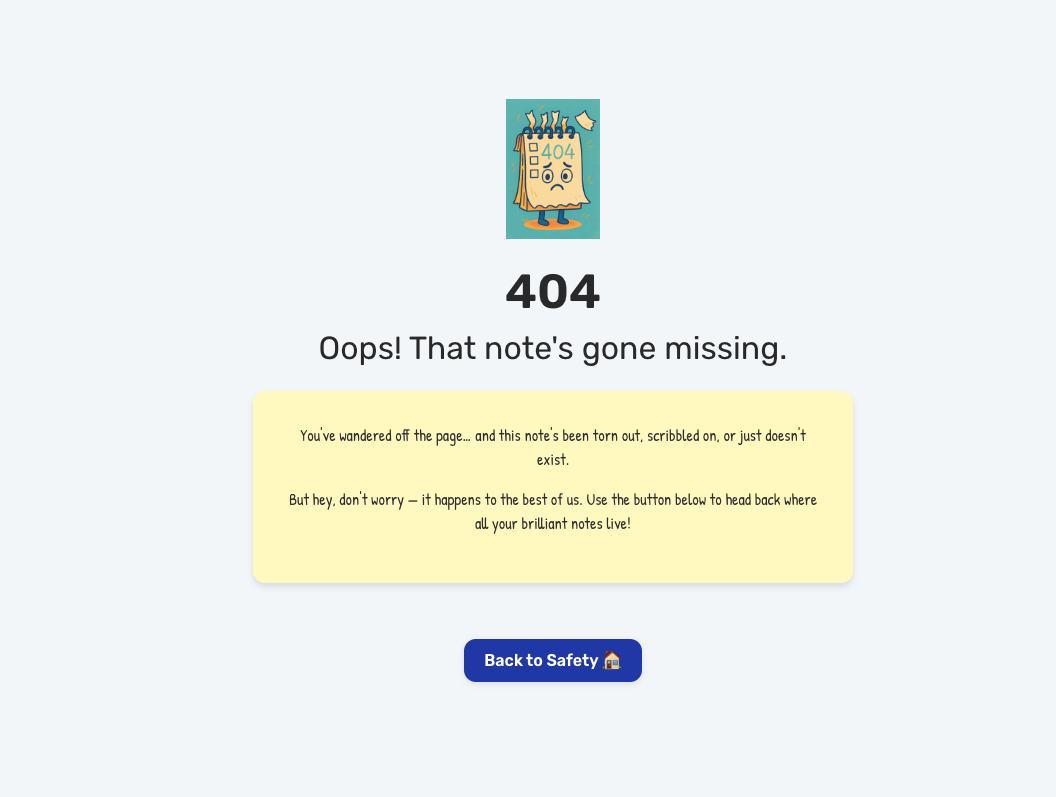 404
404
Oops! That note's gone missing.
You've wandered off the page… and this note's been torn out, scribbled on, or just doesn't
exist.
But hey, don't worry — it happens to the best of us. Use the button below to head back where
all your brilliant notes live!
Back to Safety 🏠